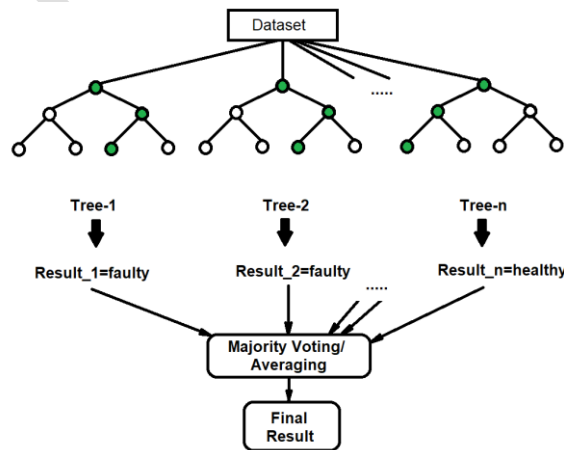 Dataset
.....
Tree-1
Tree-2
Tree-n
Result_1=faulty
Result_2=faulty
Result_n=healthy
.....
Majority Voting/
Averaging
Final
Result